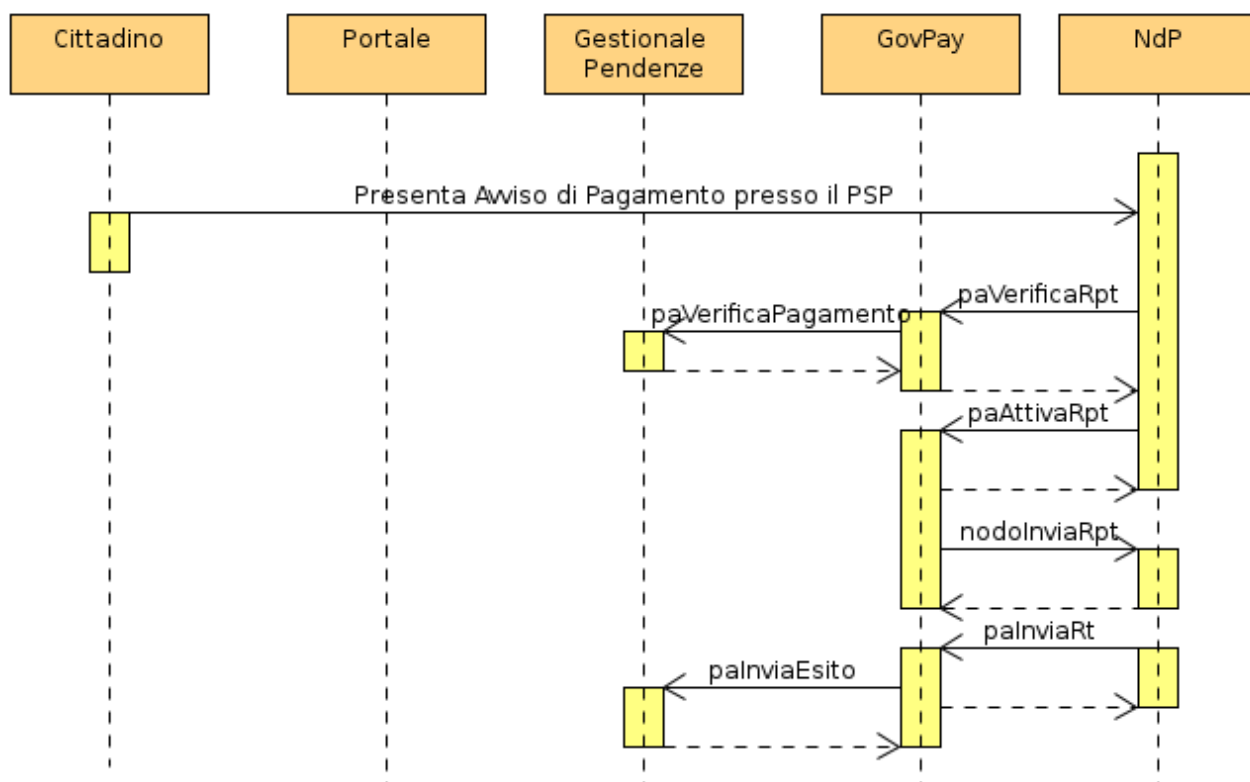 Cittadino
Portale
Gestionale
Pendenze
GovPay
NdP
Presenta Avviso di Pagamento presso il PSP
paVerificaRpt
paVerificaPagamento
paAttivaRpt
nodoInviaRpt
paInviaRt
paInviaEsito